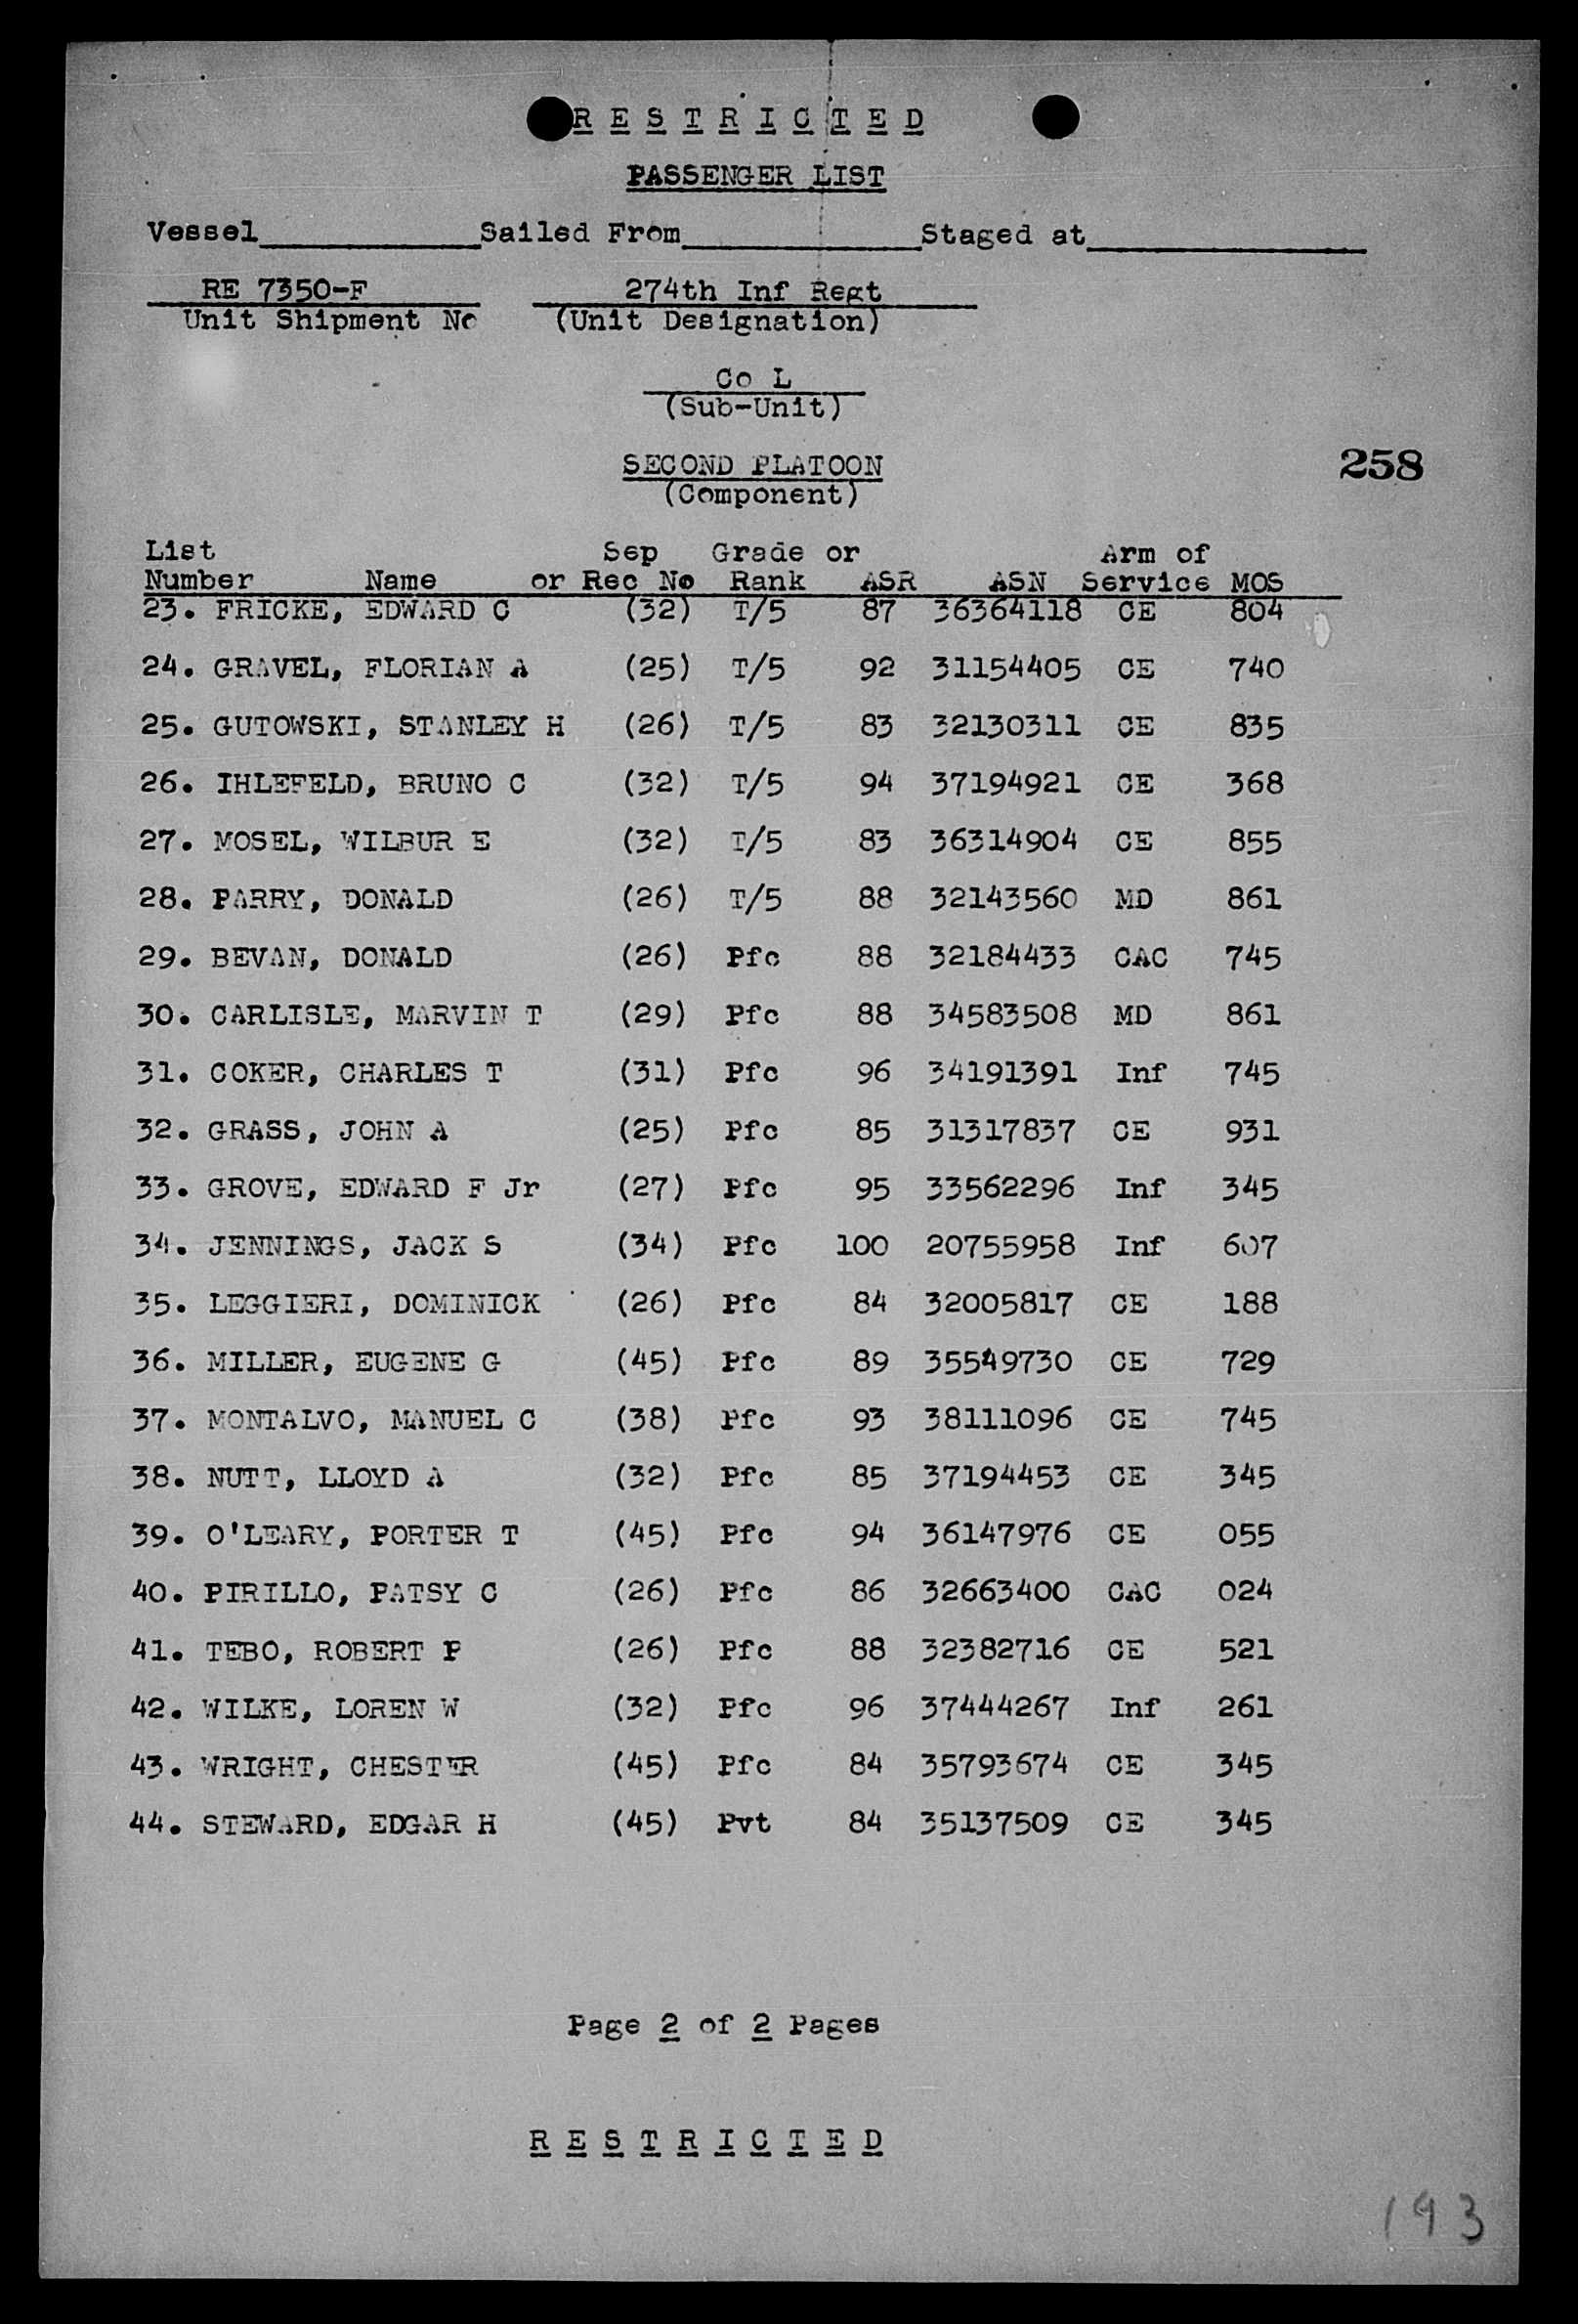 RESTRICTED
PASSENGER LIST
Vessel____________Sailed From_____________Staged at_______________
RE 7350-F 274th Inf Regt
Unit Shipment No (Unit Designation)
Co L
(Sub-Unit)
SECOND PLATOON 258
(Component)
List Sep Grade or Arm of
Number Name or Rec No Rank ASR ASN Service MOS
23. FRICKE, EDWARD C (32) T/5 87 36364118 CE 804
24. GRAVEL, FLORIAN A (25) T/5 92 31154405 CE 740
25. GUTOWSKI, STANLEY H (26) T/5 83 32130311 CE 835
26. IHLEFELD, BRUNO C (32) T/5 94 37194921 CE 368
27. MOSEL, WILBUR E (32) T/5 83 36314904 CE 855
28. PARRY, DONALD (26) T/5 88 32143560 MD 861
29. BEVAN, DONALD (26) Pfc 88 32184433 CAC 745
30. CARLISLE, MARVIN T (29) Pfc 88 34583508 MD 861
31. COKER, CHARLES T (31) Pfc 96 34191391 Inf 745
32. GRASS, JOHN A (25) Pfc 85 31317837 CE 931
33. GROVE, EDWARD F Jr (27) Pfc 95 33562296 Inf 345
34. JENNINGS, JACK S (34) Pfc 100 20755958 Inf 607
35. LEGGIERI, DOMINICK (26) Pfc 84 32005817 CE 188
36. MILLER, EUGENE G (45) Pfc 89 35549730 CE 729
37. MONTALVO, MANUEL C (38) Pfc 93 38111096 CE 745
38. NUTT, LLOYD A (32) Pfc 85 37194453 CE 345
39. O'LEARY, PORTER T (45) Pfc 94 36147976 CE 055
40. PIRILLO, PATSY C (26) Pfc 86 32663400 CAC 024
41. TEBO, ROBERT P (26) Pfc 88 32382716 CE 521
42. WILKE, LOREN W (32) Pfc 96 37444267 Inf 261
43. WRIGHT, CHESTER (45) Pfc 84 35793674 CE 345
44. STEWARD, EDGAR H (45) Pvt 84 35137509 CE 345
Page 2 of 2 Pages
RESTRICTED
193